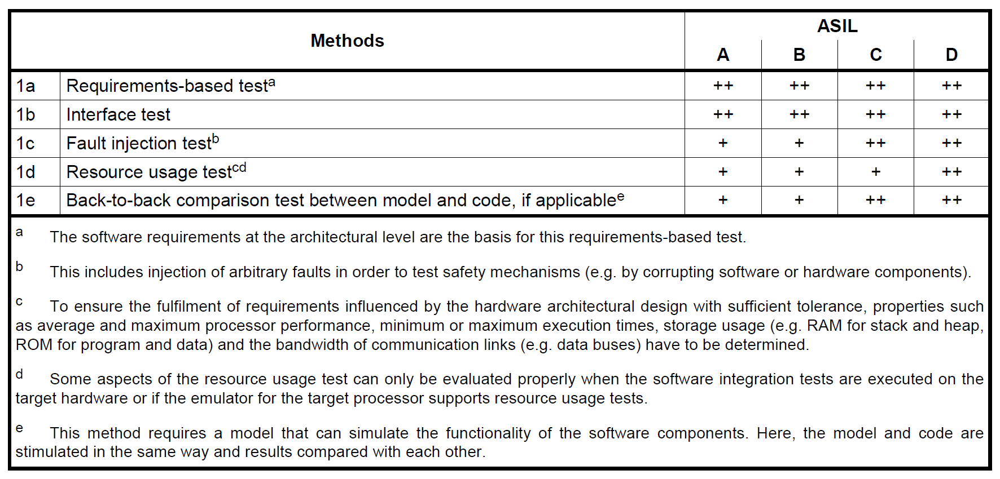 Methods ASIL
A B C D
1a Requirements-based testa ++ ++ ++ ++
1b Interface test ++ ++ ++ ++
1c Fault injection testb + + ++ ++
1d Resource usage testcd + + + ++
1e Back-to-back comparison test between model and code, if applicablee + + ++ ++
a The software requirements at the architectural level are the basis for this requirements-based test.
b This includes injection of arbitrary faults in order to test safety mechanisms (e.g. by corrupting software or hardware components).
c To ensure the fulfilment of requirements influenced by the hardware architectural design with sufficient tolerance, properties such
as average and maximum processor performance, minimum or maximum execution times, storage usage (e.g. RAM for stack and heap,
ROM for program and data) and the bandwidth of communication links (e.g. data buses) have to be determined.
d Some aspects of the resource usage test can only be evaluated properly when the software integration tests are executed on the
target hardware or if the emulator for the target processor supports resource usage tests.
e This method requires a model that can simulate the functionality of the software components. Here, the model and code are
stimulated in the same way and results compared with each other.